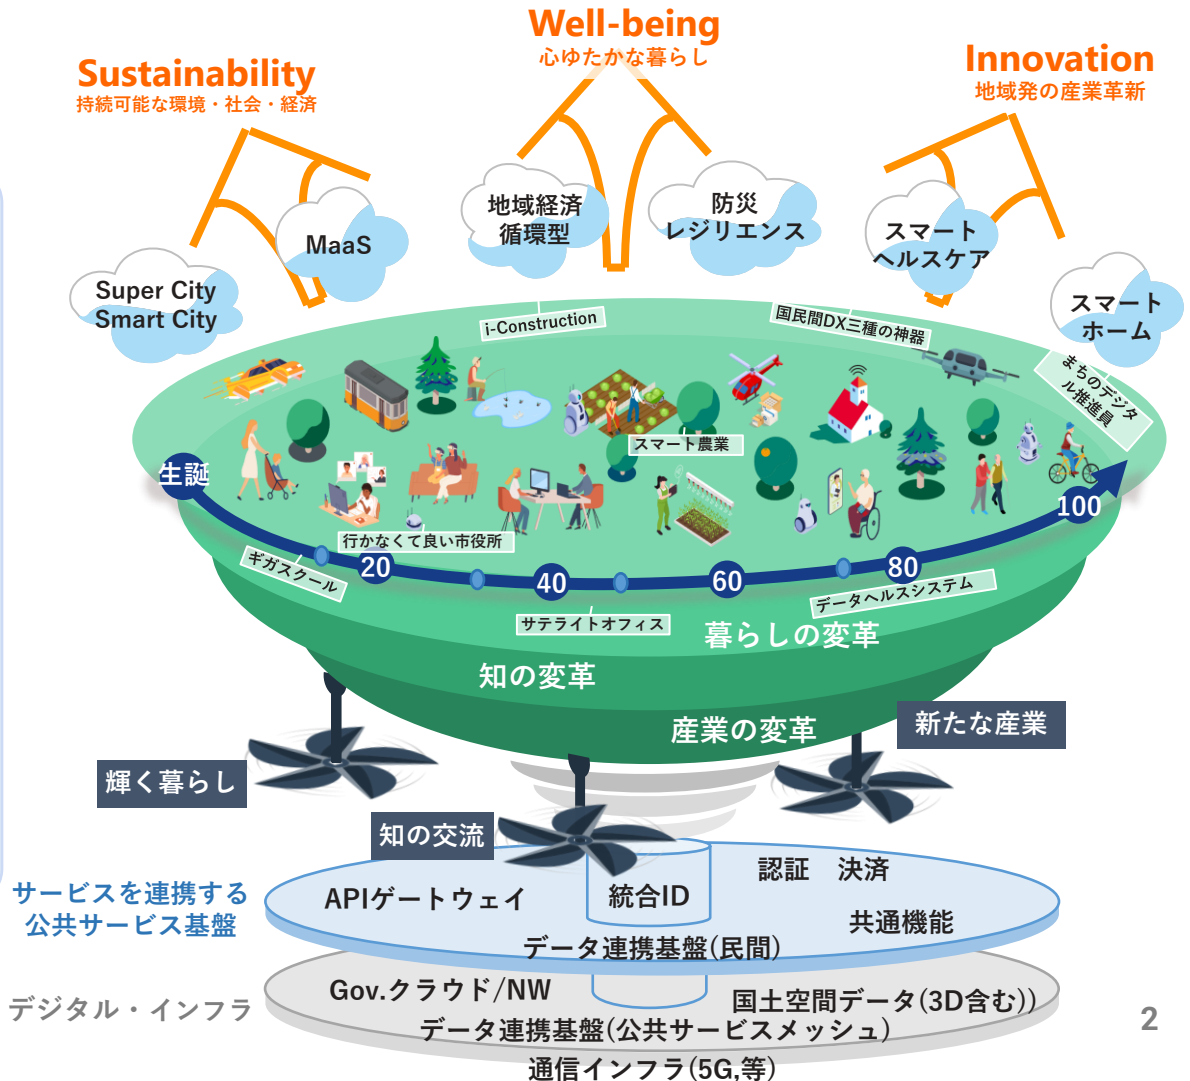 Well-being
心ゆたかな暮らし
Sustainability
持続可能な環境・社会・経済
Innovation
地域発の産業革新
Super City
Smart City
MaaS
地域経済
循環型
防災
レジリエンス
スマート
ヘルスケア
スマート
ホーム
i-Construction
国民間DX三種の神器
まちのデジタ
ル推進員
スマート農業
生誕
行かなくて良い市役所
ギガスクール
20
40
60
80
100
サテライトオフィス
データヘルスシステム
暮らしの変革
知の変革
産業の変革
新たな産業
輝く暮らし
知の交流
サービスを連携する
公共サービス基盤
APIゲートウェイ
統合ID
認証 決済
共通機能
データ連携基盤(民間)
デジタル・インフラ
Gov.クラウド/NW
国土空間データ(3D含む))
データ連携基盤(公共サービスメッシュ)
通信インフラ(5G,等)
2